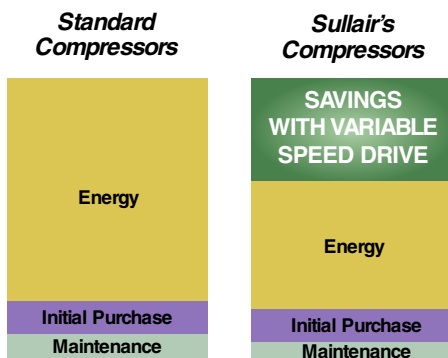 Standard
Compressors
Energy
Initial Purchase
Maintenance
Sullair's
Compressors
SAVINGS
WITH VARIABLE
SPEED DRIVE
Energy
Initial Purchase
Maintenance